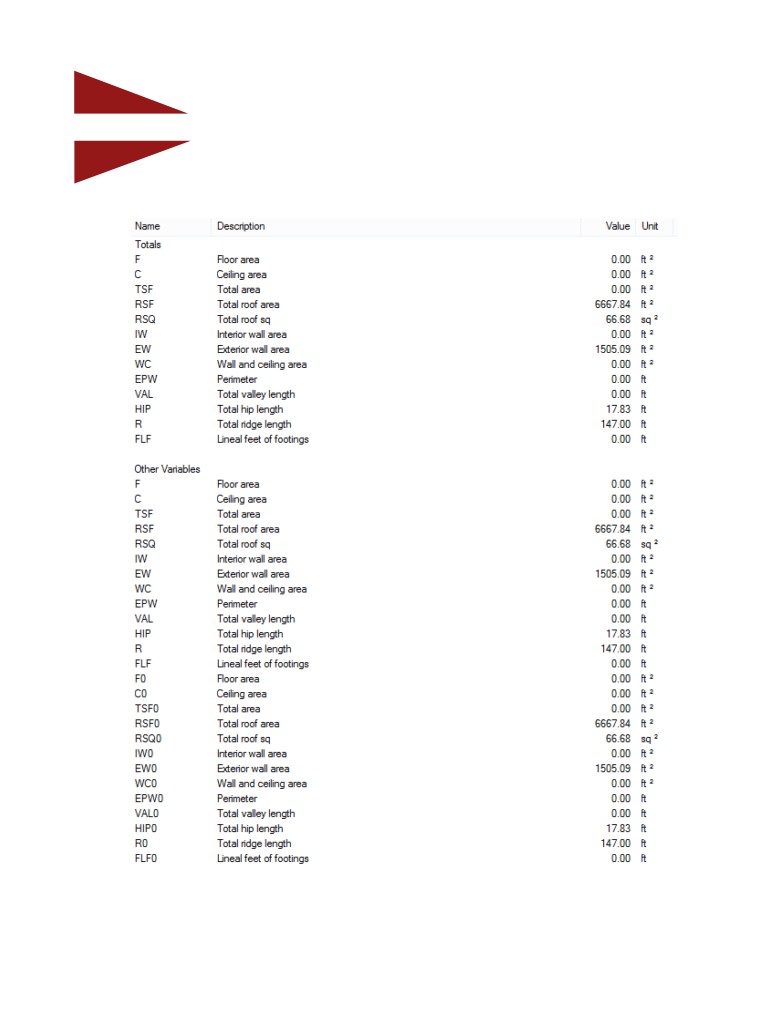 Name Description Value Unit
Totals
F Floor area 0.00 ft ²
C Ceiling area 0.00 ft ²
TSF Total area 0.00 ft ²
RSF Total roof area 6667.84 ft ²
RSQ Total roof sq 66.68 sq ²
IW Interior wall area 0.00 ft ²
EW Exterior wall area 1505.09 ft ²
WC Wall and ceiling area 0.00 ft ²
EPW Perimeter 0.00 ft
VAL Total valley length 0.00 ft
HIP Total hip length 17.83 ft
R Total ridge length 147.00 ft
FLF Lineal feet of footings 0.00 ft
Other Variables
F Floor area 0.00 ft ²
C Ceiling area 0.00 ft ²
TSF Total area 0.00 ft ²
RSF Total roof area 6667.84 ft ²
RSQ Total roof sq 66.68 sq ²
IW Interior wall area 0.00 ft ²
EW Exterior wall area 1505.09 ft ²
WC Wall and ceiling area 0.00 ft ²
EPW Perimeter 0.00 ft
VAL Total valley length 0.00 ft
HIP Total hip length 17.83 ft
R Total ridge length 147.00 ft
FLF Lineal feet of footings 0.00 ft
F0 Floor area 0.00 ft ²
C0 Ceiling area 0.00 ft ²
TSF0 Total area 0.00 ft ²
RSF0 Total roof area 6667.84 ft ²
RSQ0 Total roof sq 66.68 sq ²
IW0 Interior wall area 0.00 ft ²
EW0 Exterior wall area 1505.09 ft ²
WC0 Wall and ceiling area 0.00 ft ²
EPW0 Perimeter 0.00 ft
VAL0 Total valley length 0.00 ft
HIP0 Total hip length 17.83 ft
R0 Total ridge length 147.00 ft
FLF0 Lineal feet of footings 0.00 ft